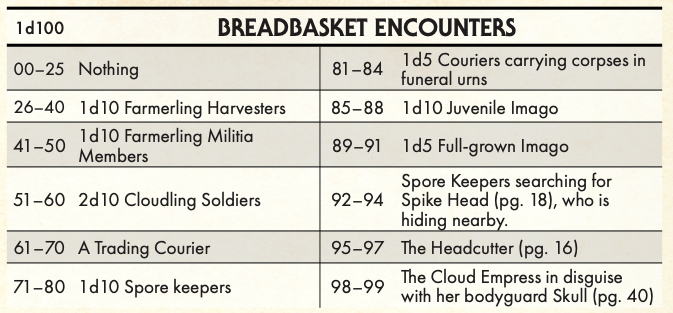 1d100 BREADBASKET ENCOUNTERS
00–25 Nothing
26–40 1d10 Farmerling Harvesters
41–50 1d10 Farmerling Militia
Members
51–60 2d10 Cloudling Soldiers
61–70 A Trading Courier
71–80 1d10 Spore keepers
81–84 1d5 Couriers carrying corpses in
funeral urns
85–88 1d10 Juvenile Imago
89–91 1d5 Full-grown Imago
92–94 Spore Keepers searching for
Spike Head (pg. 18), who is
hiding nearby.
95–97 The Headcutter (pg. 16)
98–99 The Cloud Empress in disguise
with her bodyguard Skull (pg. 40)